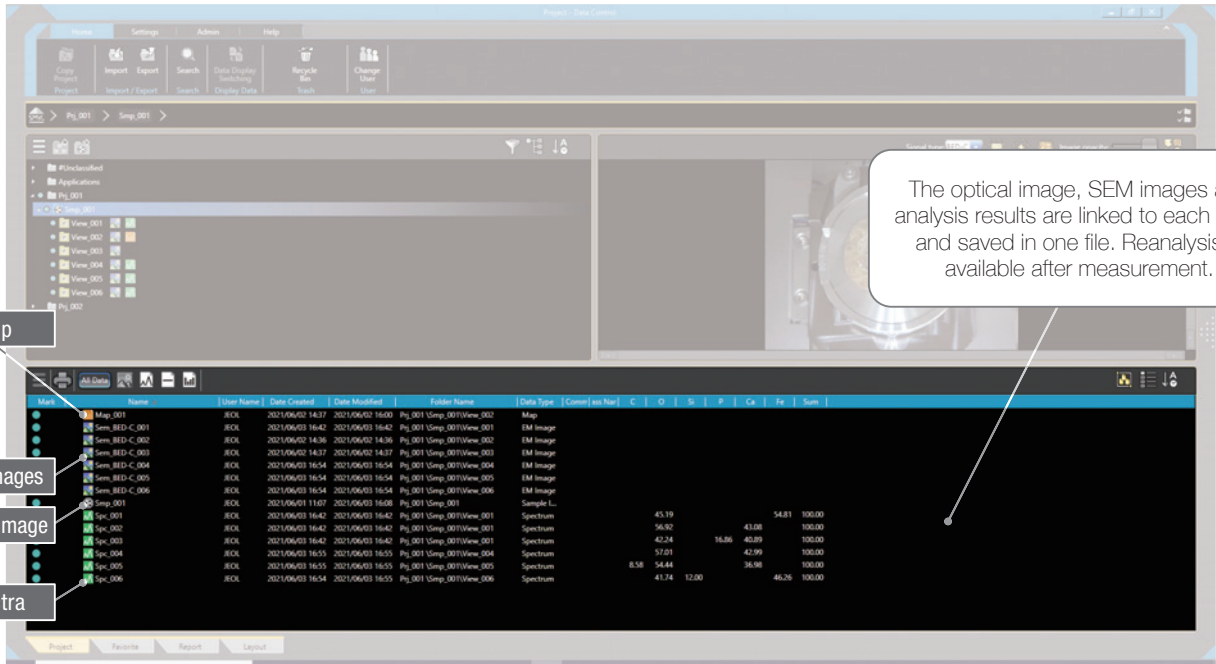 Project - Data Central
Home Settings Admin Help
Copy Project Import Export Search Data Display Switching Recycle Bin Change User
Project Import / Export Search Display Data Trash User
> Prj_001 > Smp_001 >
Signal type: BED-C Image opacity:
#Unclassified
Applications
Prj_001
Smp_001
View_001
View_002
View_003
View_004
View_005
View_006
Prj_002
The optical image, SEM images
analysis results are linked to each
and saved in one file. Reanalysis
available after measurement.
All Data
Mark Name User Name Date Created Date Modified Folder Name Data Type C O Si P Ca Fe Sum
Map_001 JEOL 2021/06/02 14:37 2021/06/02 16:00 Prj_001\Smp_001\View_002 Map
Sem_BED-C_001 JEOL 2021/06/03 16:42 2021/06/03 16:42 Prj_001\Smp_001\View_001 EM Image
Sem_BED-C_002 JEOL 2021/06/02 14:36 2021/06/02 14:36 Prj_001\Smp_001\View_002 EM Image
Sem_BED-C_003 JEOL 2021/06/02 14:37 2021/06/02 14:37 Prj_001\Smp_001\View_003 EM Image
Sem_BED-C_004 JEOL 2021/06/03 16:54 2021/06/03 16:54 Prj_001\Smp_001\View_004 EM Image
Sem_BED-C_005 JEOL 2021/06/03 16:54 2021/06/03 16:54 Prj_001\Smp_001\View_005 EM Image
Sem_BED-C_006 JEOL 2021/06/03 16:54 2021/06/03 16:54 Prj_001\Smp_001\View_006 EM Image
Smp_001 JEOL 2021/06/01 11:07 2021/06/03 16:08 Prj_001\Smp_001 Sample I...
Image
Spc_001 JEOL 2021/06/03 16:42 2021/06/03 16:42 Prj_001\Smp_001\View_001 Spectrum 45.19 54.81 100.00
Spc_002 JEOL 2021/06/03 16:42 2021/06/03 16:42 Prj_001\Smp_001\View_001 Spectrum 56.92 43.08 100.00
Spc_003 JEOL 2021/06/03 16:42 2021/06/03 16:42 Prj_001\Smp_001\View_001 Spectrum 42.24 16.86 40.89 100.00
Spc_004 JEOL 2021/06/03 16:55 2021/06/03 16:55 Prj_001\Smp_001\View_004 Spectrum 57.01 42.99 100.00
Spc_005 JEOL 2021/06/03 16:55 2021/06/03 16:55 Prj_001\Smp_001\View_005 Spectrum 8.58 54.44 36.98 100.00
Spc_006 JEOL 2021/06/03 16:54 2021/06/03 16:55 Prj_001\Smp_001\View_006 Spectrum 41.74 12.00 46.26 100.00
Project Favorite Report Layout